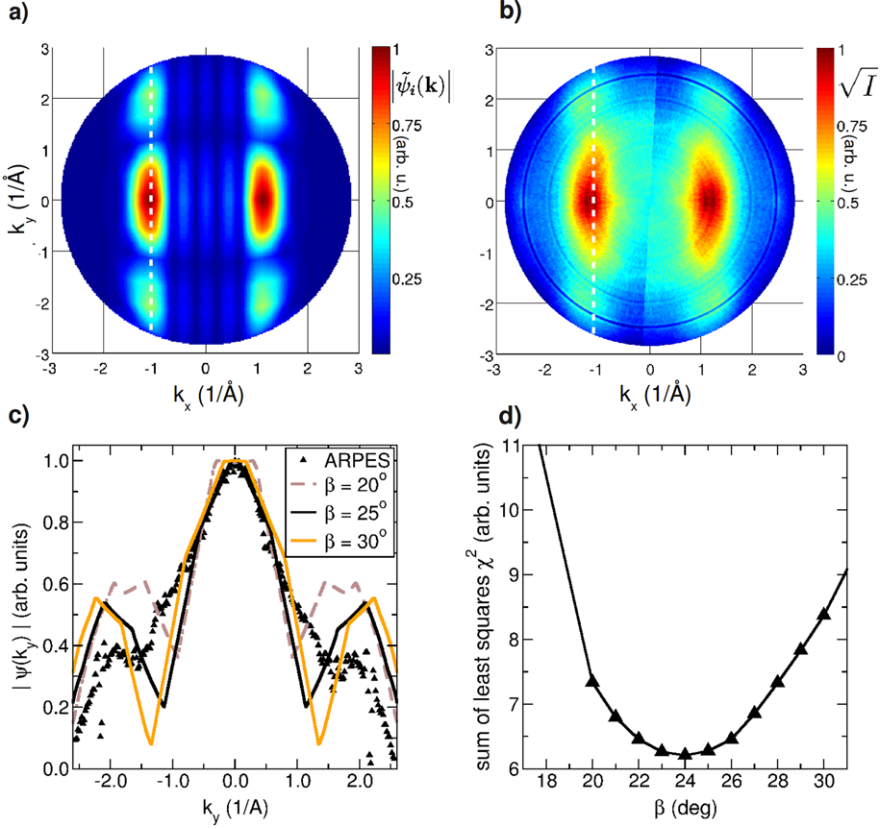 a)
3
2
1
0
-1
-2
-3
k_y (1/Å)
-3 -2 -1 0 1 2 3
k_x (1/Å)
1
|ψ̃_i(k)|
0.75
(arb. u.)
0.5
0.25
b)
3
2
1
0
-1
-2
-3
-3 -2 -1 0 1 2 3
k_x (1/Å)
1
√I
0.75
(arb. u.)
0.5
0.25
0
c)
1.0
0.8
0.6
0.4
0.2
0.0
| ψ(k_y) | (arb. units)
ARPES
β = 20°
β = 25°
β = 30°
-2.0 -1.0 0.0 1.0 2.0
k_y (1/A)
d)
11
10
9
8
7
6
sum of least squares χ² (arb. units)
18 20 22 24 26 28 30
β (deg)